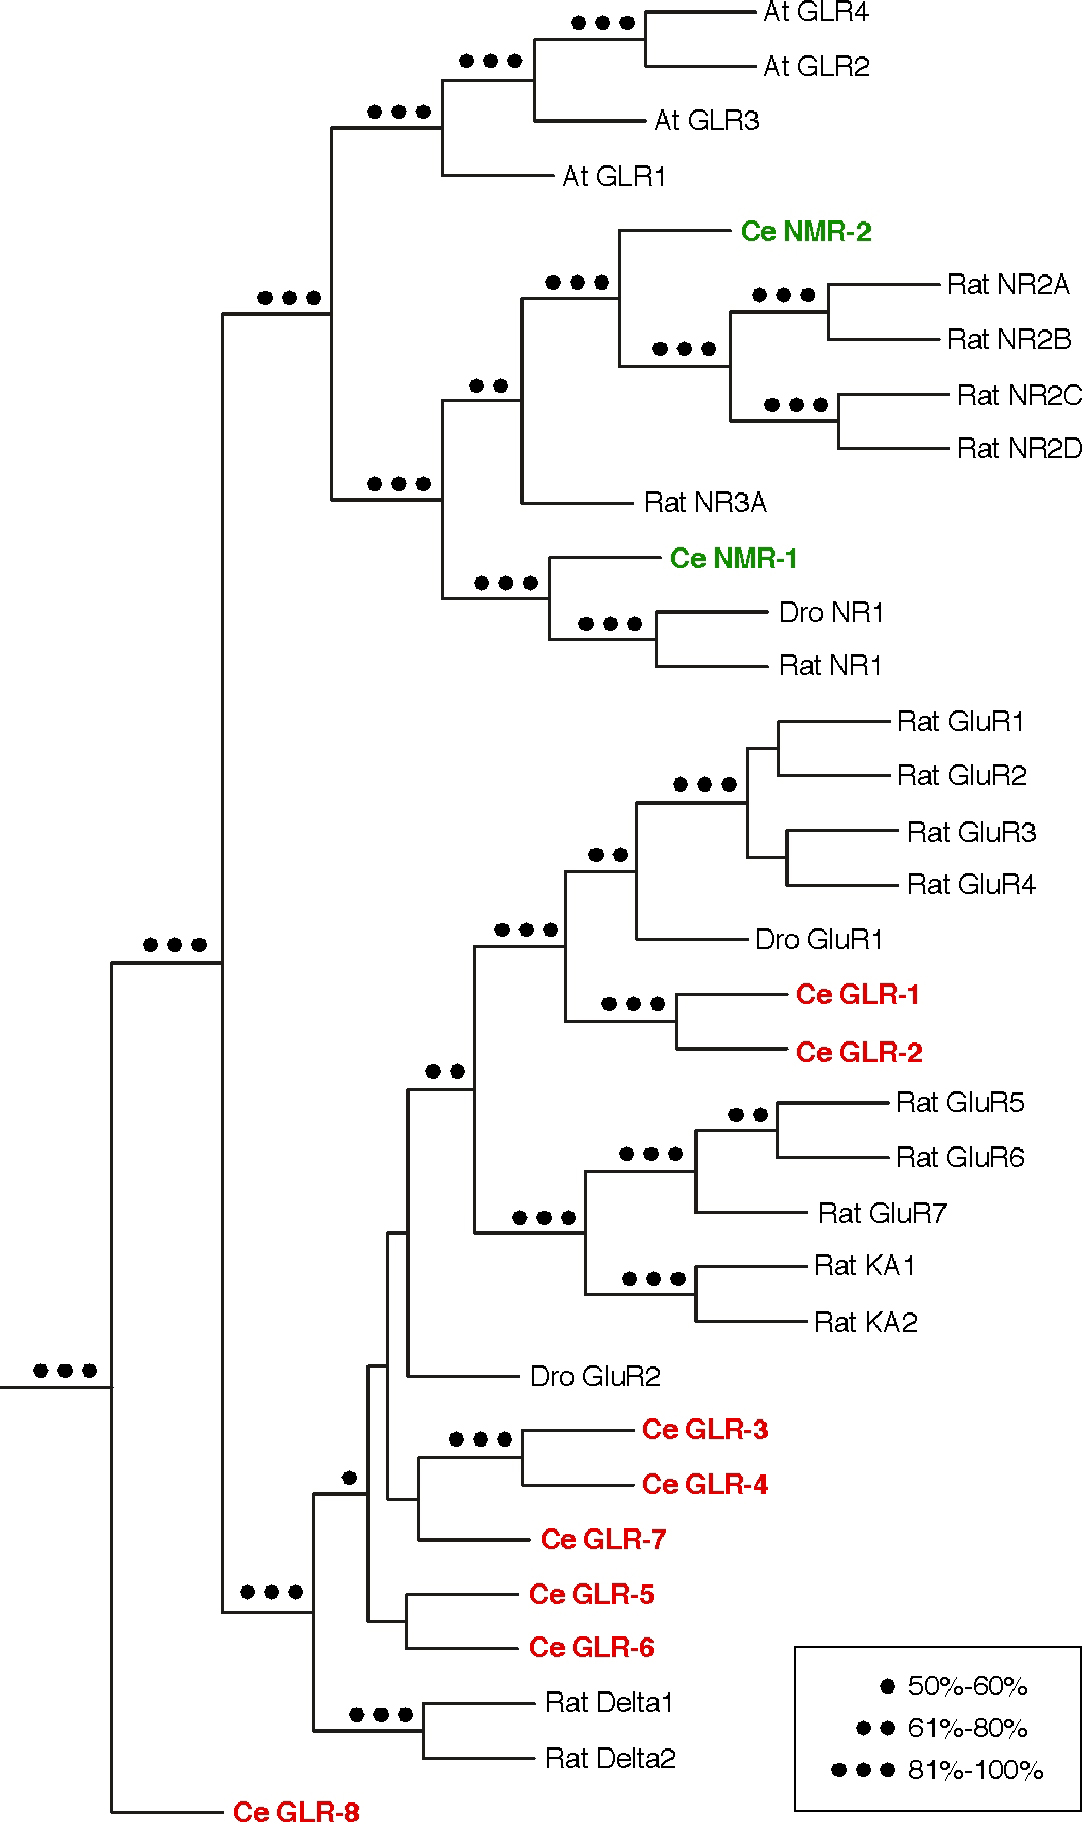 At GLR4
At GLR2
At GLR3
At GLR1
Ce NMR-2
Rat NR2A
Rat NR2B
Rat NR2C
Rat NR2D
Rat NR3A
Ce NMR-1
Dro NR1
Rat NR1
Rat GluR1
Rat GluR2
Rat GluR3
Rat GluR4
Dro GluR1
Ce GLR-1
Ce GLR-2
Rat GluR5
Rat GluR6
Rat GluR7
Rat KA1
Rat KA2
Dro GluR2
Ce GLR-3
Ce GLR-4
Ce GLR-7
Ce GLR-5
Ce GLR-6
Rat Delta1
Rat Delta2
Ce GLR-8
50%-60%
61%-80%
81%-100%